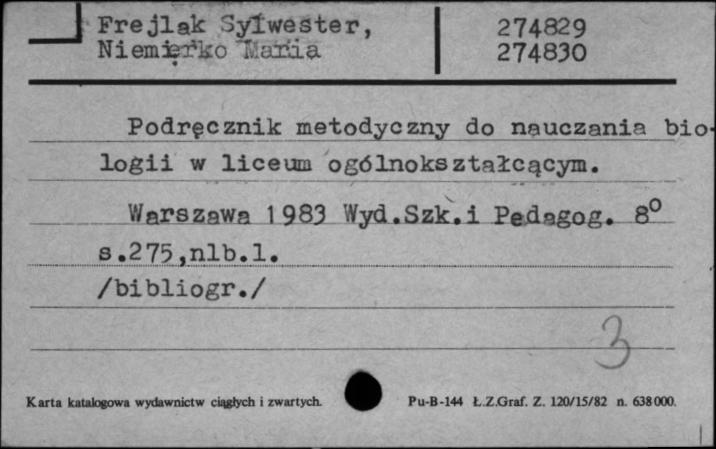 Frejlak Sylwester,
Niemierko Maria
274829
274830
Podręcznik metodyczny do nauczania bio-
logii w liceum ogólnokształcącym.
Warszawa 1983 Wyd.Szk.i Pedagog. 8º
s.275,nlb.1.
/bibliogr./
3
Karta katalogowa wydawnictw ciągłych i zwartych.
Pu-B-144 Ł.Z.Graf. Z. 120/15/82 n. 638000.